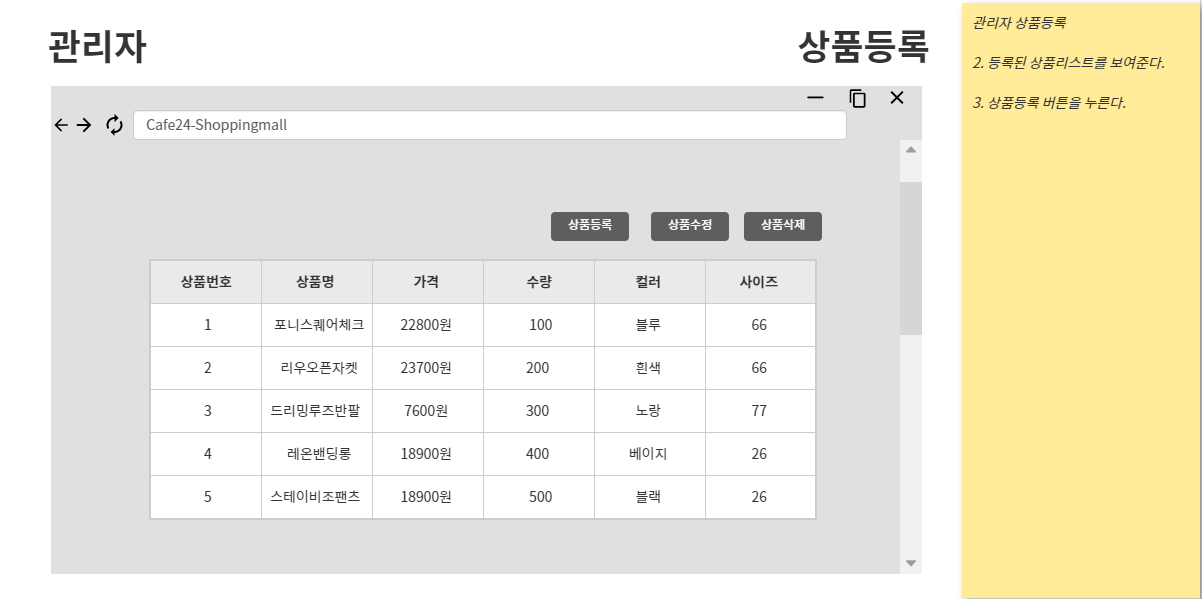 관리자 상품등록
Cafe24-Shoppingmall
상품등록 상품수정 상품삭제
상품번호 상품명 가격 수량 컬러 사이즈
1 포니스퀘어체크 22800원 100 블루 66
2 리우오픈자켓 23700원 200 흰색 66
3 드리밍루즈반팔 7600원 300 노랑 77
4 레온밴딩롱 18900원 400 베이지 26
5 스테이비조팬츠 18900원 500 블랙 26
관리자 상품등록
2. 등록된 상품리스트를 보여준다.
3. 상품등록 버튼을 누른다.